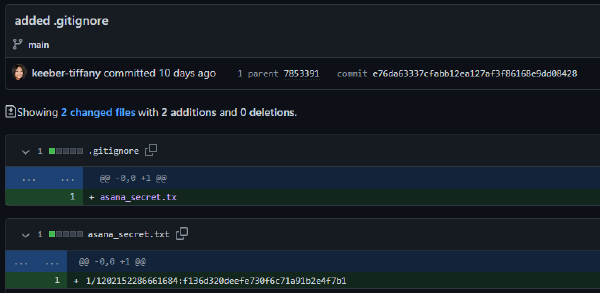 added .gitignore
main
keeber-tiffany committed 10 days ago 1 parent 7853391 commit e76da63337cfabb12ea127af3f86168e9dd08428
Showing 2 changed files with 2 additions and 0 deletions.
1 .gitignore
... ... @@ -0,0 +1 @@
1 + asana_secret.tx
1 asana_secret.txt
... ... @@ -0,0 +1 @@
1 + 1/1202152286661684:f136d320deefe730f6c71a91b2e4f7b1